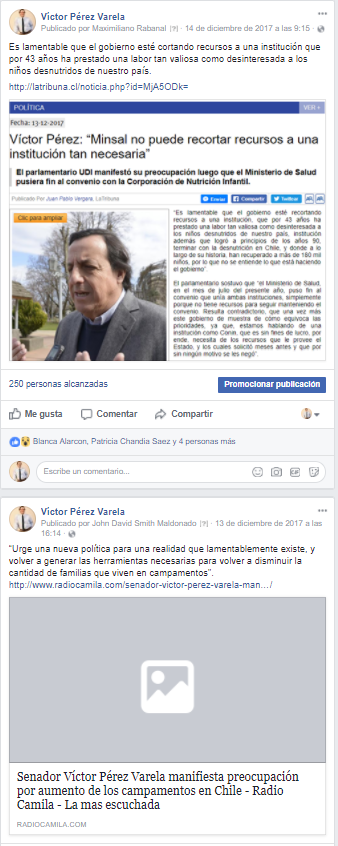 Víctor Pérez Varela
Publicado por Maximiliano Rabanal [?] · 14 de diciembre de 2017 a las 9:15 ·
Es lamentable que el gobierno esté cortando recursos a una institución que
por 43 años ha prestado una labor tan valiosa como desinteresada a los
niños desnutridos de nuestro país.
http://latribuna.cl/noticia.php?id=MjA5ODk=
POLÍTICA
VER +
Fecha: 13-12-2017
Víctor Pérez: “Minsal no puede recortar recursos a una
institución tan necesaria”
El parlamentario UDI manifestó su preocupación luego que el Ministerio de Salud
pusiera fin al convenio con la Corporación de Nutrición Infantil.
Publicado Por Juan Pablo Vergara, LaTribuna
Enviar
Compartir
Twittear
Clic para ampliar
“Es lamentable que el gobierno esté recortando
recursos a una institución, que por 43 años ha
prestado una labor tan valiosa como desinteresada
a los niños desnutridos de nuestro país, institución
además que logró a principios de los años 90,
terminar con la desnutrición en Chile, y donde a lo
largo de su historia, han recuperado a más de 180 mil
niños, por lo que no se entiende lo que está haciendo
el gobierno”.
El parlamentario sostuvo que “el Ministerio de Salud,
en el mes de julio del presente año, puso fin al
convenio que unía ambas instituciones, simplemente
porque no tiene recursos para seguir manteniendo el
convenio. Resulta contradictorio, que una vez más
este gobierno de muestra de cómo equivoca las
prioridades, ya que, estamos hablando de una
institución como Conin, que es sin fines de lucro, por
ende, necesita de los recursos que le provee el
Estado, y los cuales solicitó meses antes y que por
sin ningún motivo se les negó”.
250 personas alcanzadas
Promocionar publicación
Me gusta
Comentar
Compartir
Blanca Alarcon, Patricia Chandia Saez y 4 personas más
Escribe un comentario...
Víctor Pérez Varela
Publicado por John David Smith Maldonado [?] · 13 de diciembre de 2017 a las
16:14 ·
“Urge una nueva política para una realidad que lamentablemente existe, y
volver a generar las herramientas necesarias para volver a disminuir la
cantidad de familias que viven en campamentos”.
http://www.radiocamila.com/senador-victor-perez-varela-man…/
Senador Víctor Pérez Varela manifiesta preocupación
por aumento de los campamentos en Chile - Radio
Camila - La mas escuchada
RADIOCAMILA.COM